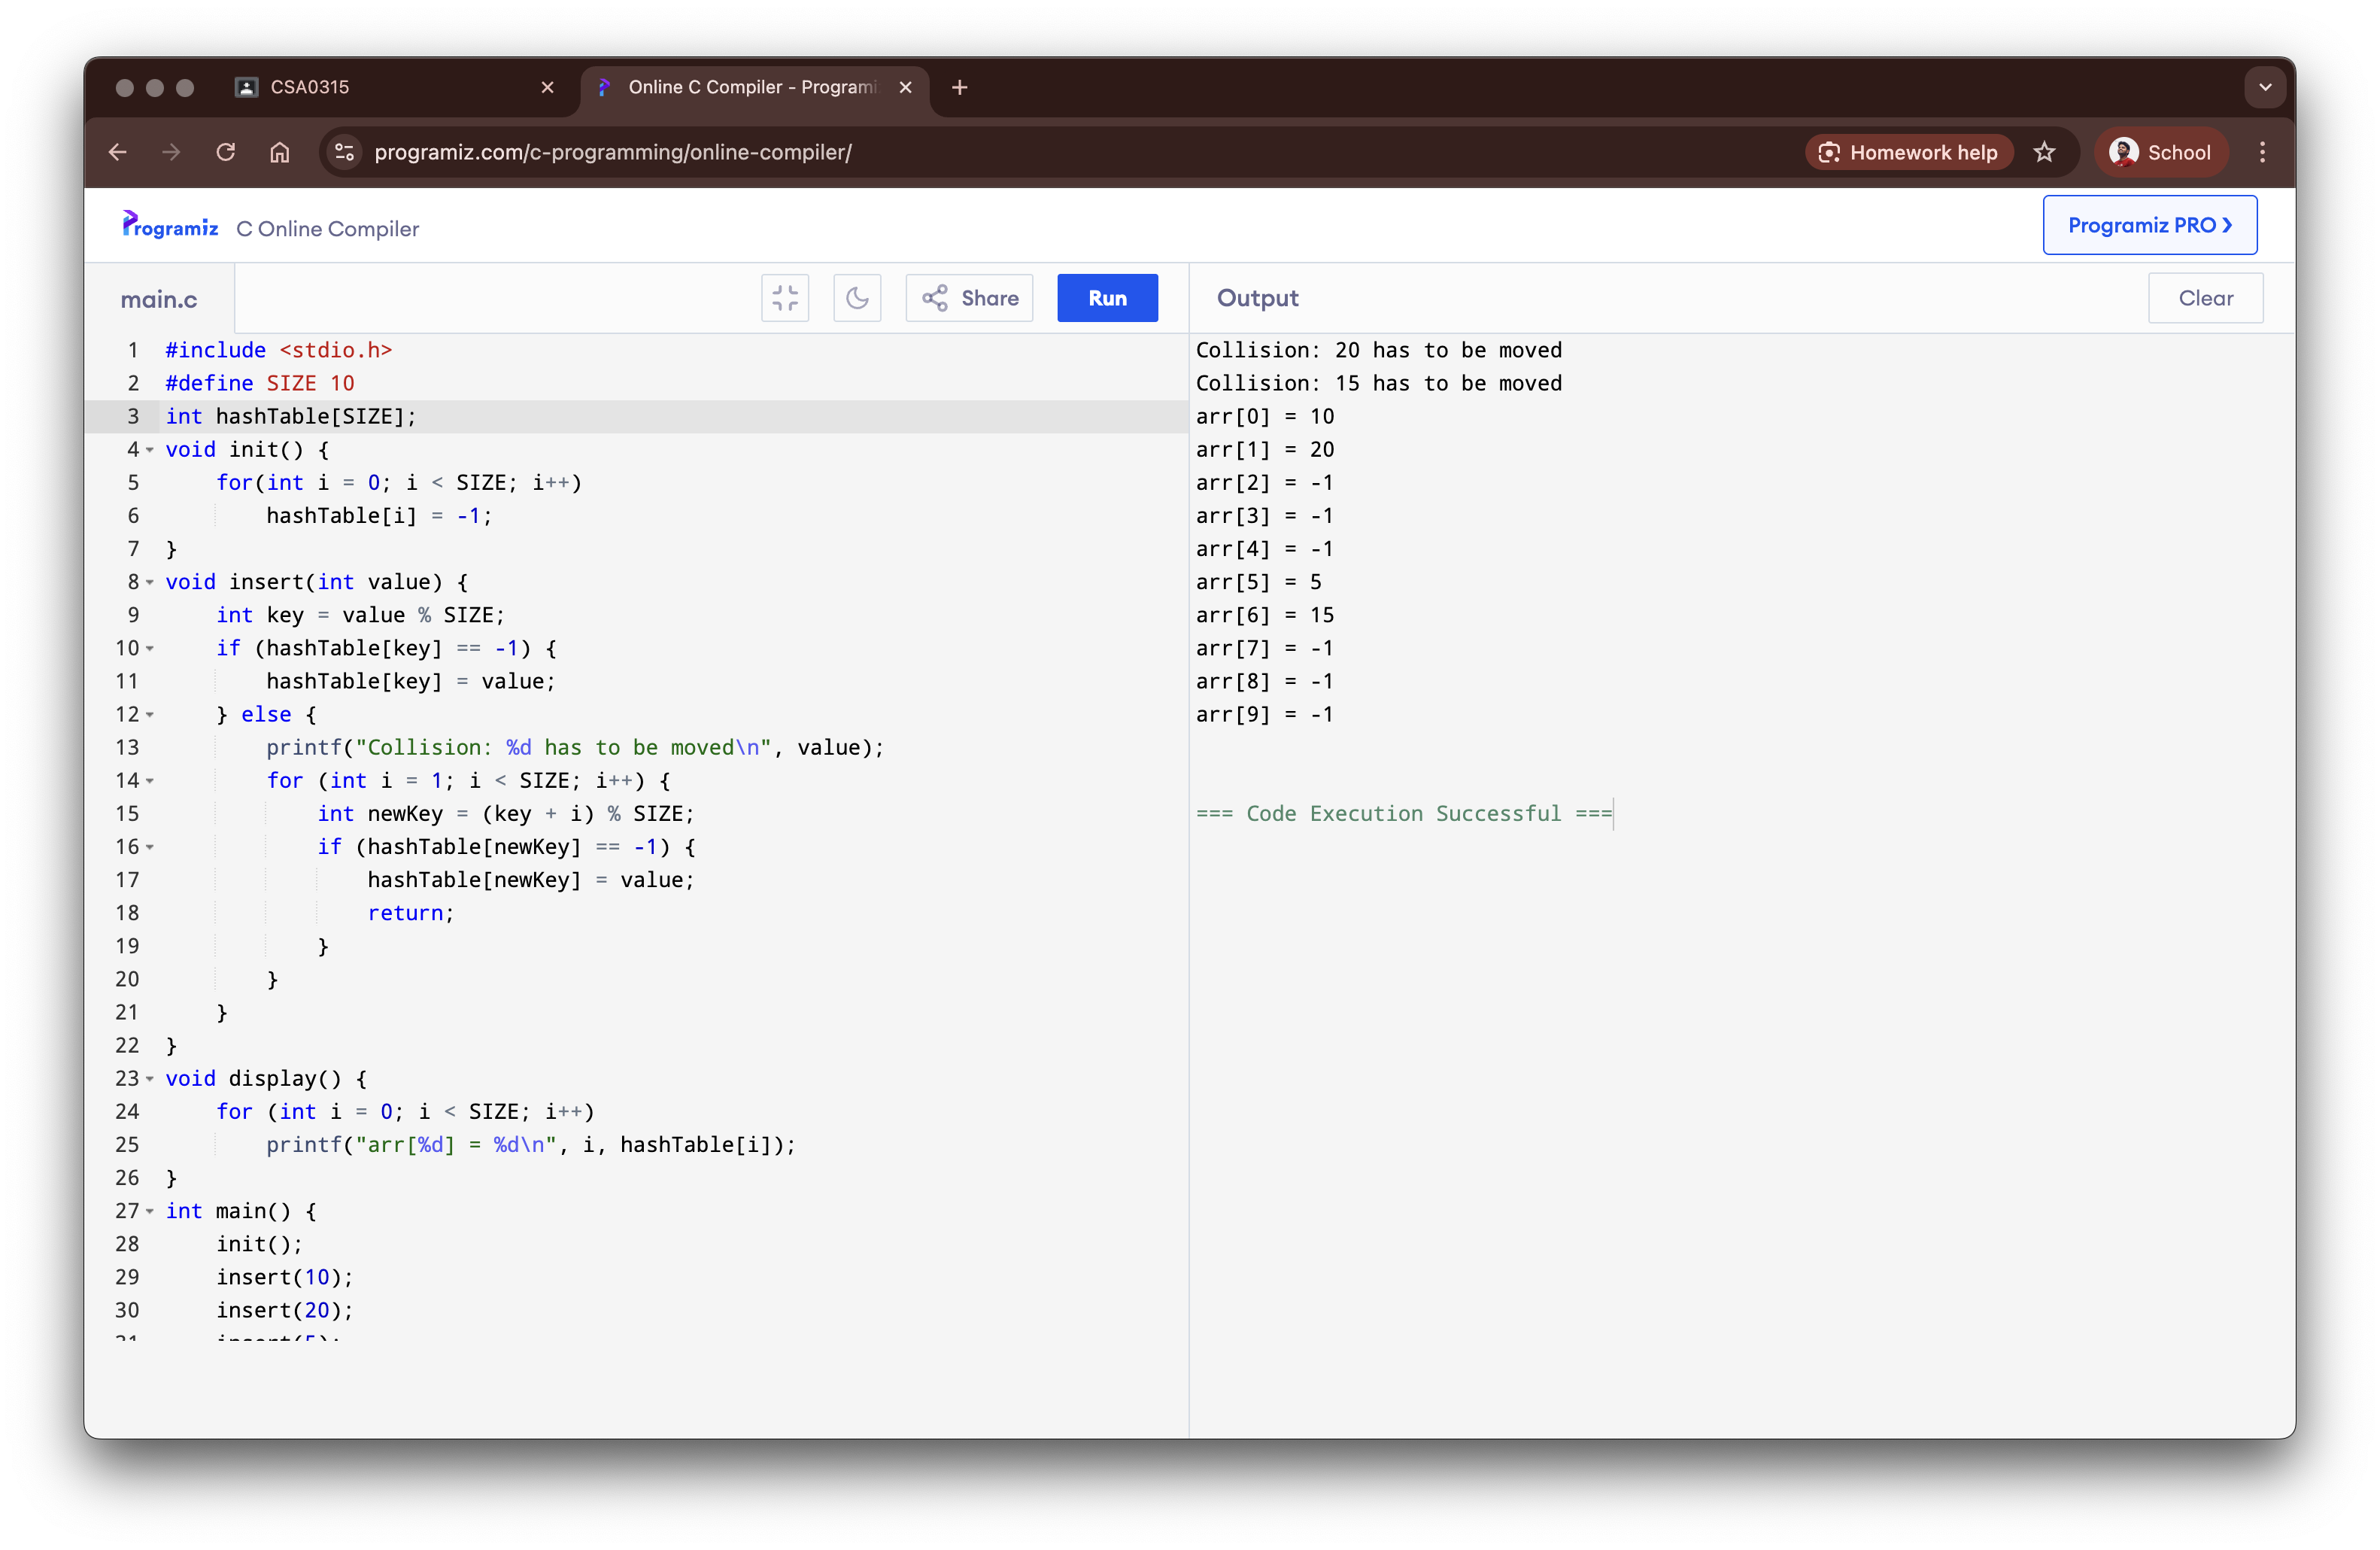 CSA0315
Online C Compiler - Programi
programiz.com/c-programming/online-compiler/
Homework help
School
Programiz C Online Compiler
Programiz PRO ❯
main.c
Share
Run
Output
Clear
1 #include <stdio.h>
2 #define SIZE 10
3 int hashTable[SIZE];
4 void init() {
5     for(int i = 0; i < SIZE; i++)
6         hashTable[i] = -1;
7 }
8 void insert(int value) {
9     int key = value % SIZE;
10     if (hashTable[key] == -1) {
11         hashTable[key] = value;
12     } else {
13         printf("Collision: %d has to be moved\n", value);
14         for (int i = 1; i < SIZE; i++) {
15             int newKey = (key + i) % SIZE;
16             if (hashTable[newKey] == -1) {
17                 hashTable[newKey] = value;
18                 return;
19             }
20         }
21     }
22 }
23 void display() {
24     for (int i = 0; i < SIZE; i++)
25         printf("arr[%d] = %d\n", i, hashTable[i]);
26 }
27 int main() {
28     init();
29     insert(10);
30     insert(20);
31     insert(5);
Collision: 20 has to be moved
Collision: 15 has to be moved
arr[0] = 10
arr[1] = 20
arr[2] = -1
arr[3] = -1
arr[4] = -1
arr[5] = 5
arr[6] = 15
arr[7] = -1
arr[8] = -1
arr[9] = -1
=== Code Execution Successful ===